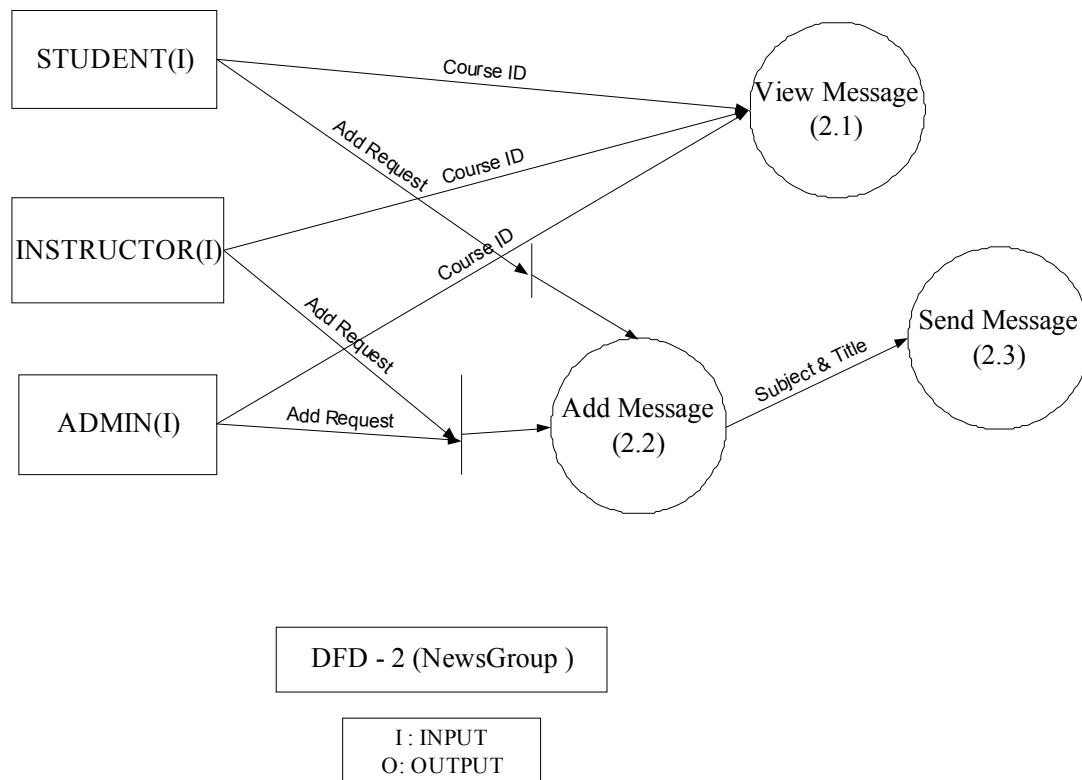 STUDENT(I)
Course ID
View Message
(2.1)
Add Request
Course ID
INSTRUCTOR(I)
Course ID
Add Request
Send Message
(2.3)
Subject & Title
ADMIN(I)
Add Request
Add Message
(2.2)
DFD - 2 (NewsGroup )
I : INPUT
O: OUTPUT